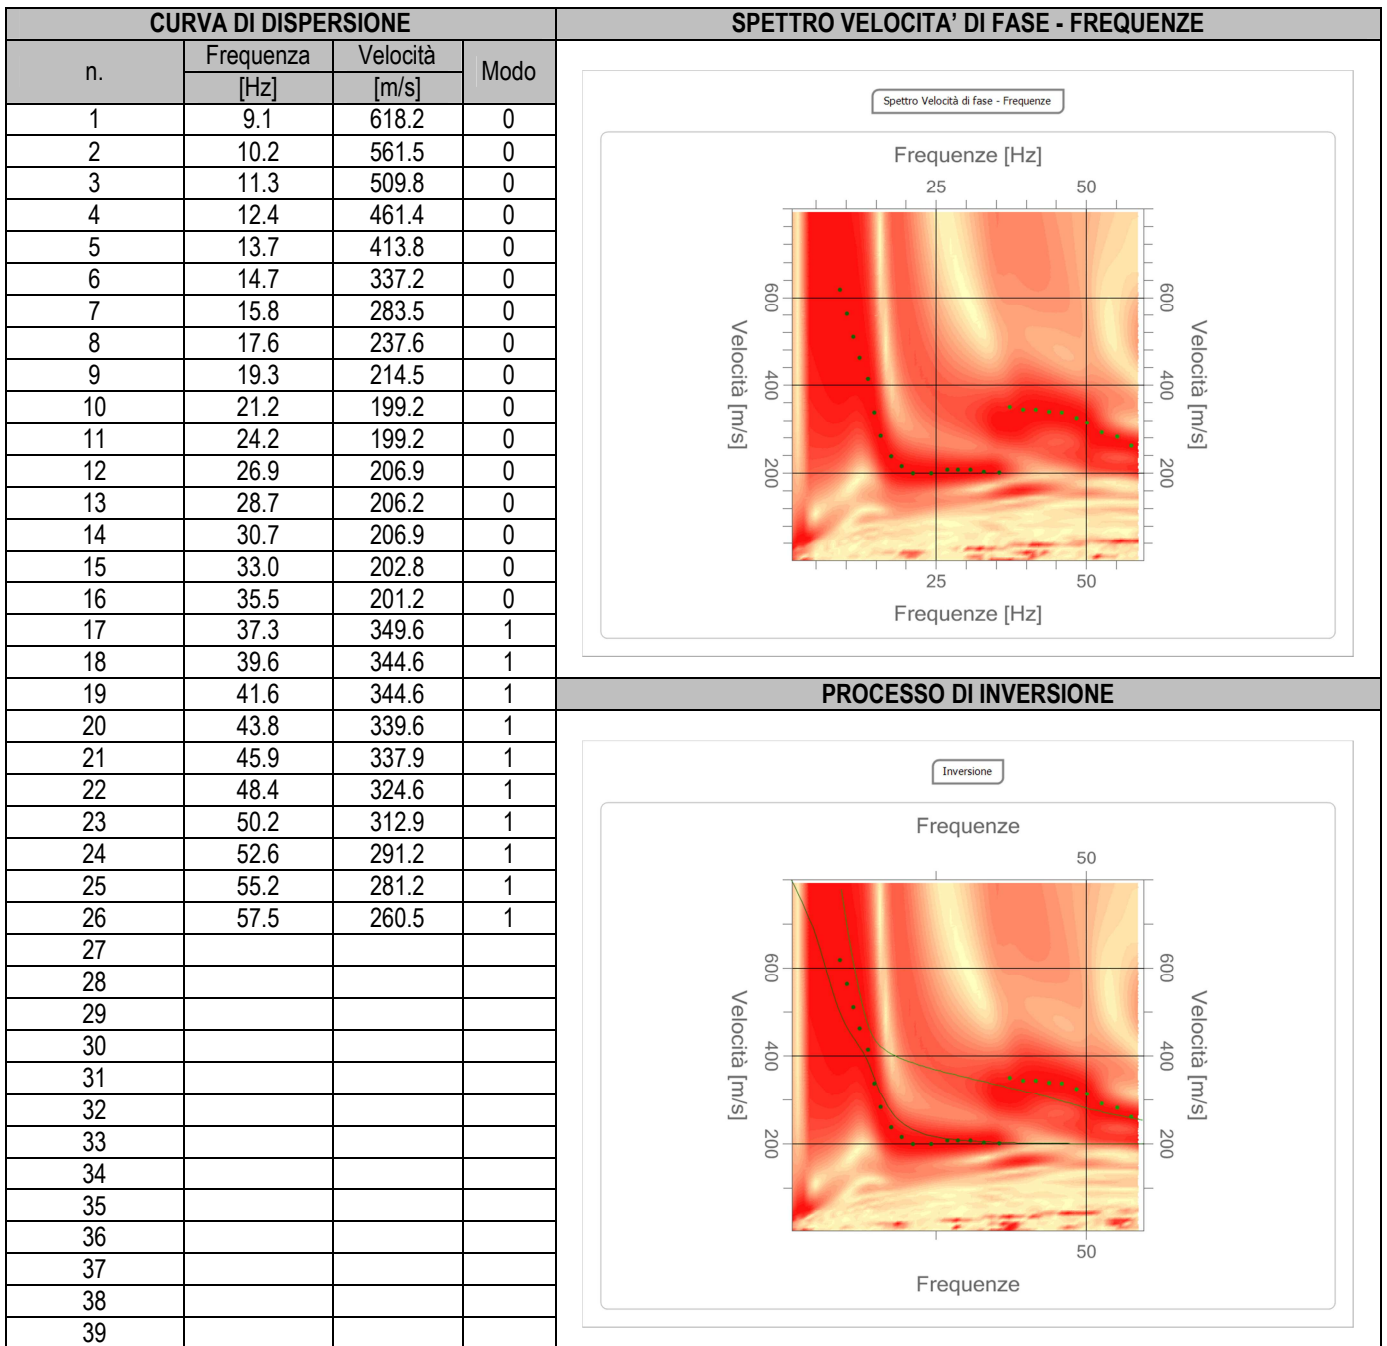 CURVA DI DISPERSIONE
n. Frequenza [Hz] Velocità [m/s] Modo
1 9.1 618.2 0
2 10.2 561.5 0
3 11.3 509.8 0
4 12.4 461.4 0
5 13.7 413.8 0
6 14.7 337.2 0
7 15.8 283.5 0
8 17.6 237.6 0
9 19.3 214.5 0
10 21.2 199.2 0
11 24.2 199.2 0
12 26.9 206.9 0
13 28.7 206.2 0
14 30.7 206.9 0
15 33.0 202.8 0
16 35.5 201.2 0
17 37.3 349.6 1
18 39.6 344.6 1
19 41.6 344.6 1
20 43.8 339.6 1
21 45.9 337.9 1
22 48.4 324.6 1
23 50.2 312.9 1
24 52.6 291.2 1
25 55.2 281.2 1
26 57.5 260.5 1
27
28
29
30
31
32
33
34
35
36
37
38
39
SPETTRO VELOCITA' DI FASE - FREQUENZE
Spettro Velocità di fase - Frequenze
Frequenze [Hz]
25 50
600 600
400 400
200 200
Velocità [m/s] Velocità [m/s]
25 50
Frequenze [Hz]
PROCESSO DI INVERSIONE
Inversione
Frequenze
50
600 600
400 400
200 200
Velocità [m/s] Velocità [m/s]
50
Frequenze